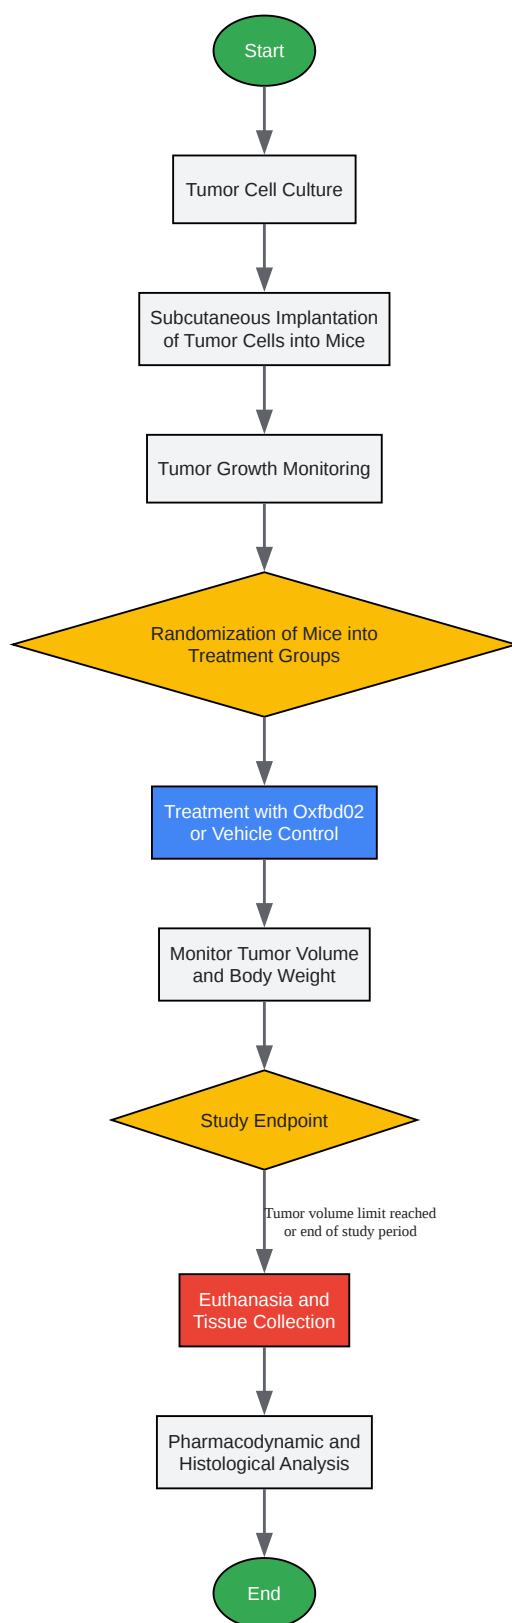 Start
Tumor Cell Culture
Subcutaneous Implantation
of Tumor Cells into Mice
Tumor Growth Monitoring
Randomization of Mice into
Treatment Groups
Treatment with Oxfbd02
or Vehicle Control
Monitor Tumor Volume
and Body Weight
Study Endpoint
Tumor volume limit reached
or end of study period
Euthanasia and
Tissue Collection
Pharmacodynamic and
Histological Analysis
End